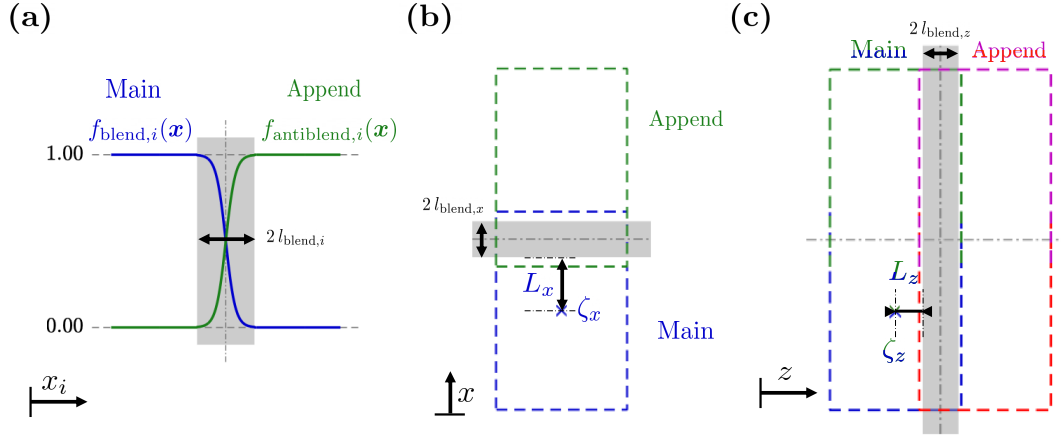 (a)
Main
Append
f_blend,i(x)
f_antiblend,i(x)
1.00
2 l_blend,i
0.00
x_i
(b)
Append
2 l_blend,x
L_x
ζ_x
Main
x
(c)
2 l_blend,z
Main
Append
L_z
ζ_z
z